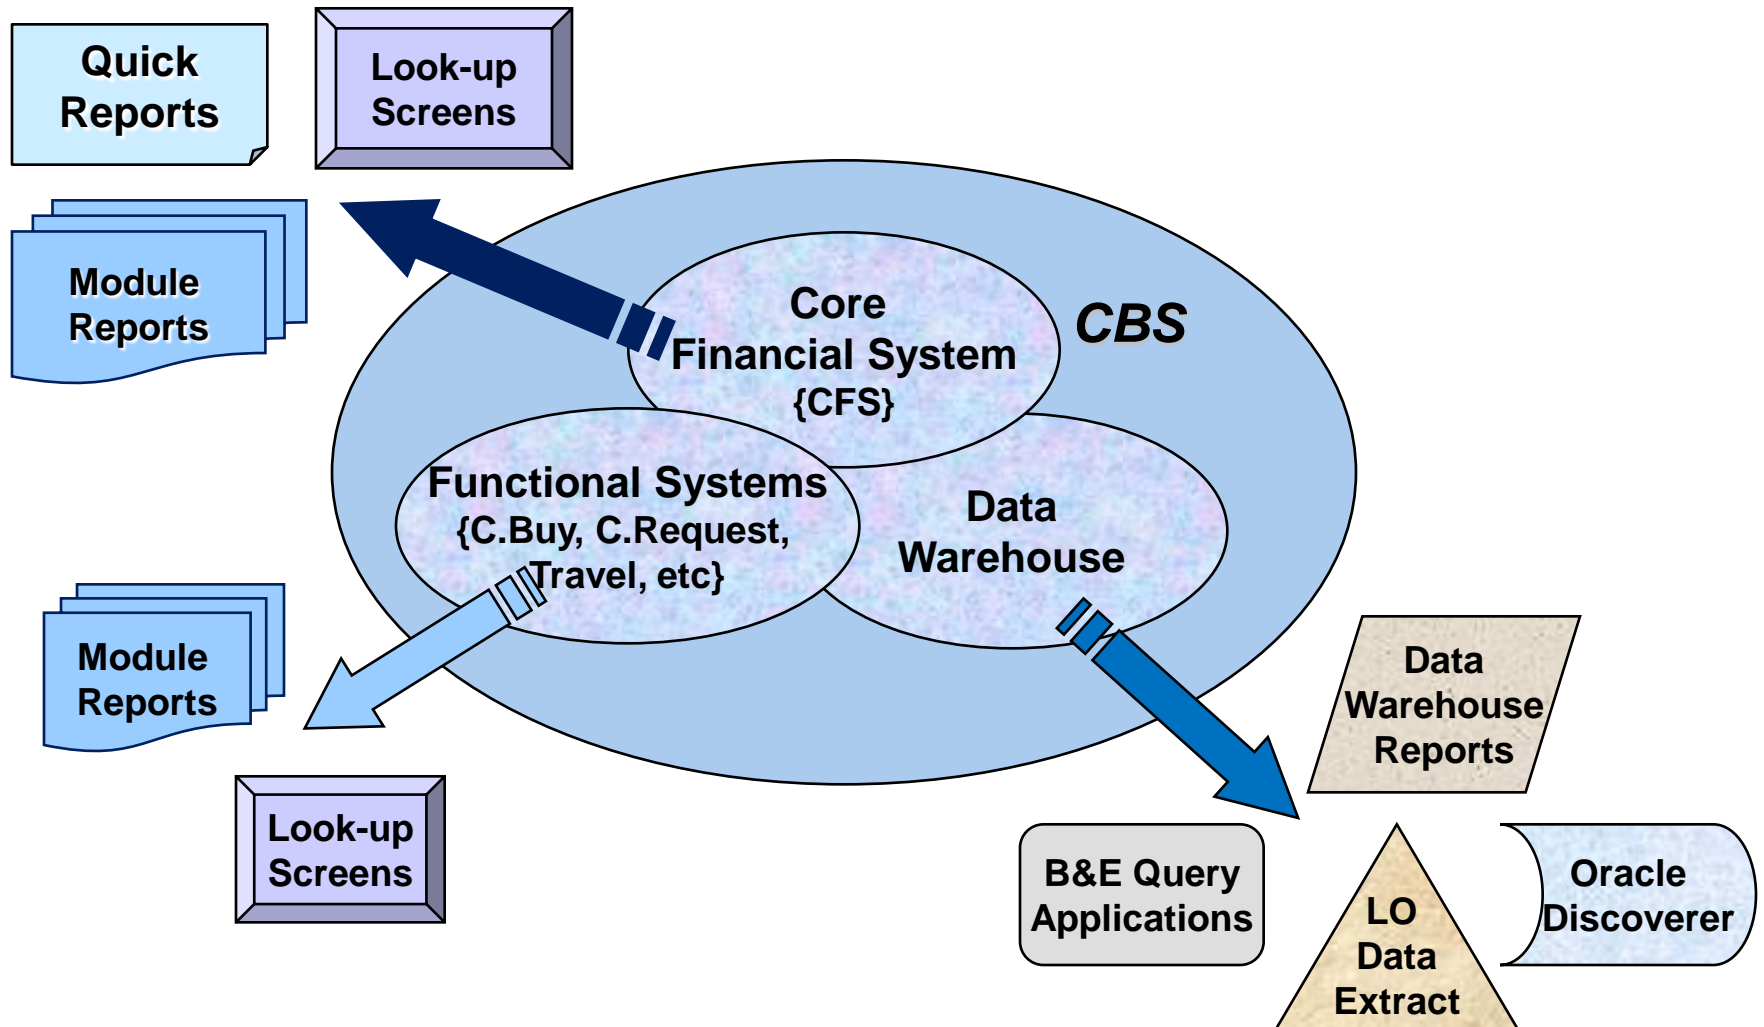 Quick
Reports
Look-up
Screens
Module
Reports
Core
Financial System
{CFS}
CBS
Functional Systems
{C.Buy, C.Request,
Travel, etc}
Data
Warehouse
Module
Reports
Look-up
Screens
Data
Warehouse
Reports
B&E Query
Applications
LO
Data
Extract
Oracle
Discoverer